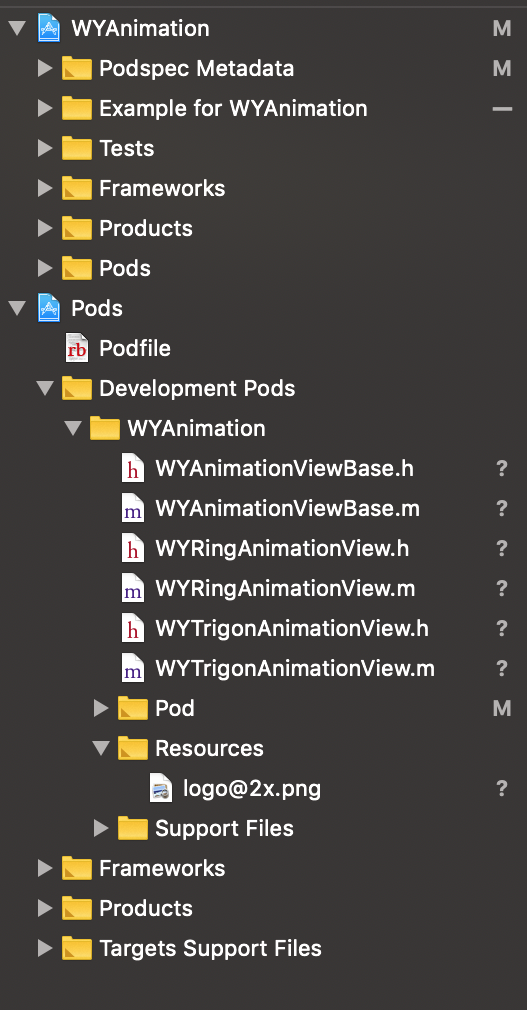 WYAnimation M
Podspec Metadata M
Example for WYAnimation –
Tests
Frameworks
Products
Pods
Pods
rb Podfile
Development Pods
WYAnimation
h WYAnimationViewBase.h ?
m WYAnimationViewBase.m ?
h WYRingAnimationView.h ?
m WYRingAnimationView.m ?
h WYTrigonAnimationView.h ?
m WYTrigonAnimationView.m ?
Pod M
Resources
logo@2x.png ?
Support Files
Frameworks
Products
Targets Support Files